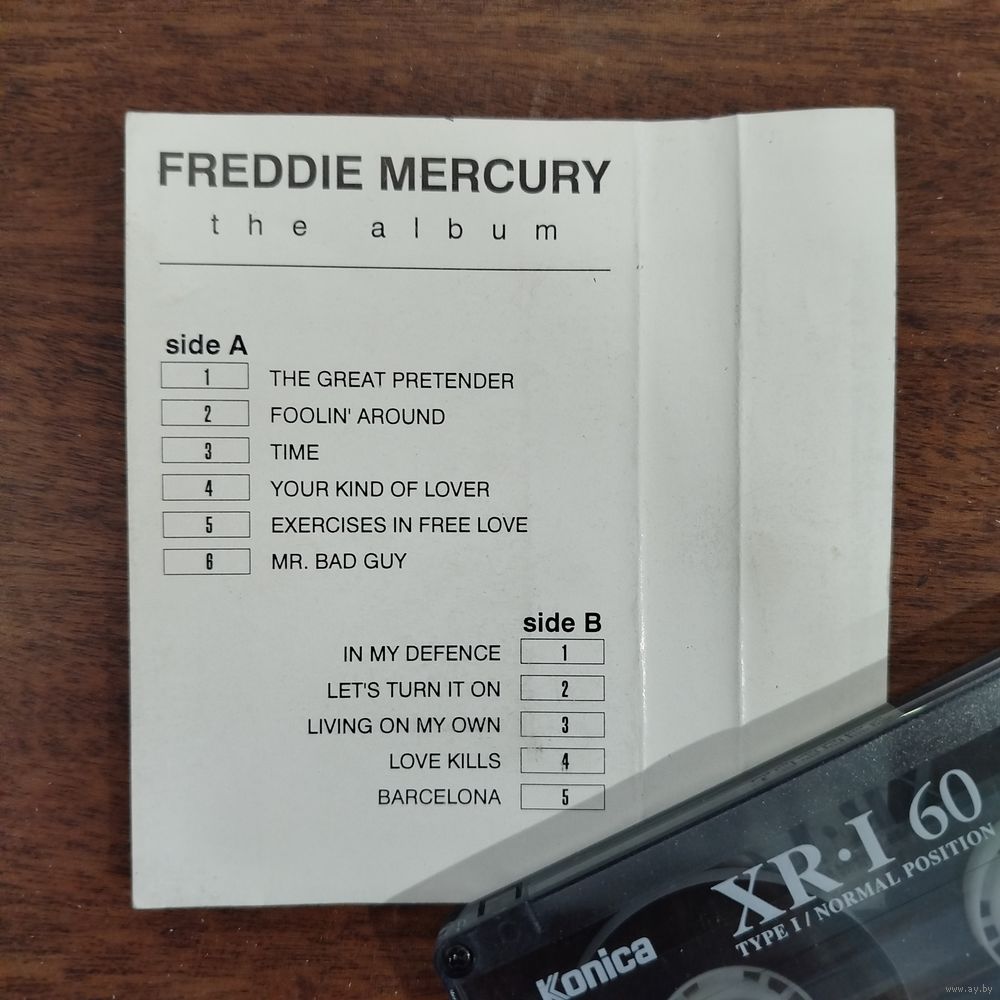 FREDDIE MERCURY
the album
side A
1 THE GREAT PRETENDER
2 FOOLIN' AROUND
3 TIME
4 YOUR KIND OF LOVER
5 EXERCISES IN FREE LOVE
6 MR. BAD GUY
side B
IN MY DEFENCE 1
LET'S TURN IT ON 2
LIVING ON MY OWN 3
LOVE KILLS 4
BARCELONA 5
XR·I 60
TYPE I / NORMAL POSITION
Konica
www.ay.by